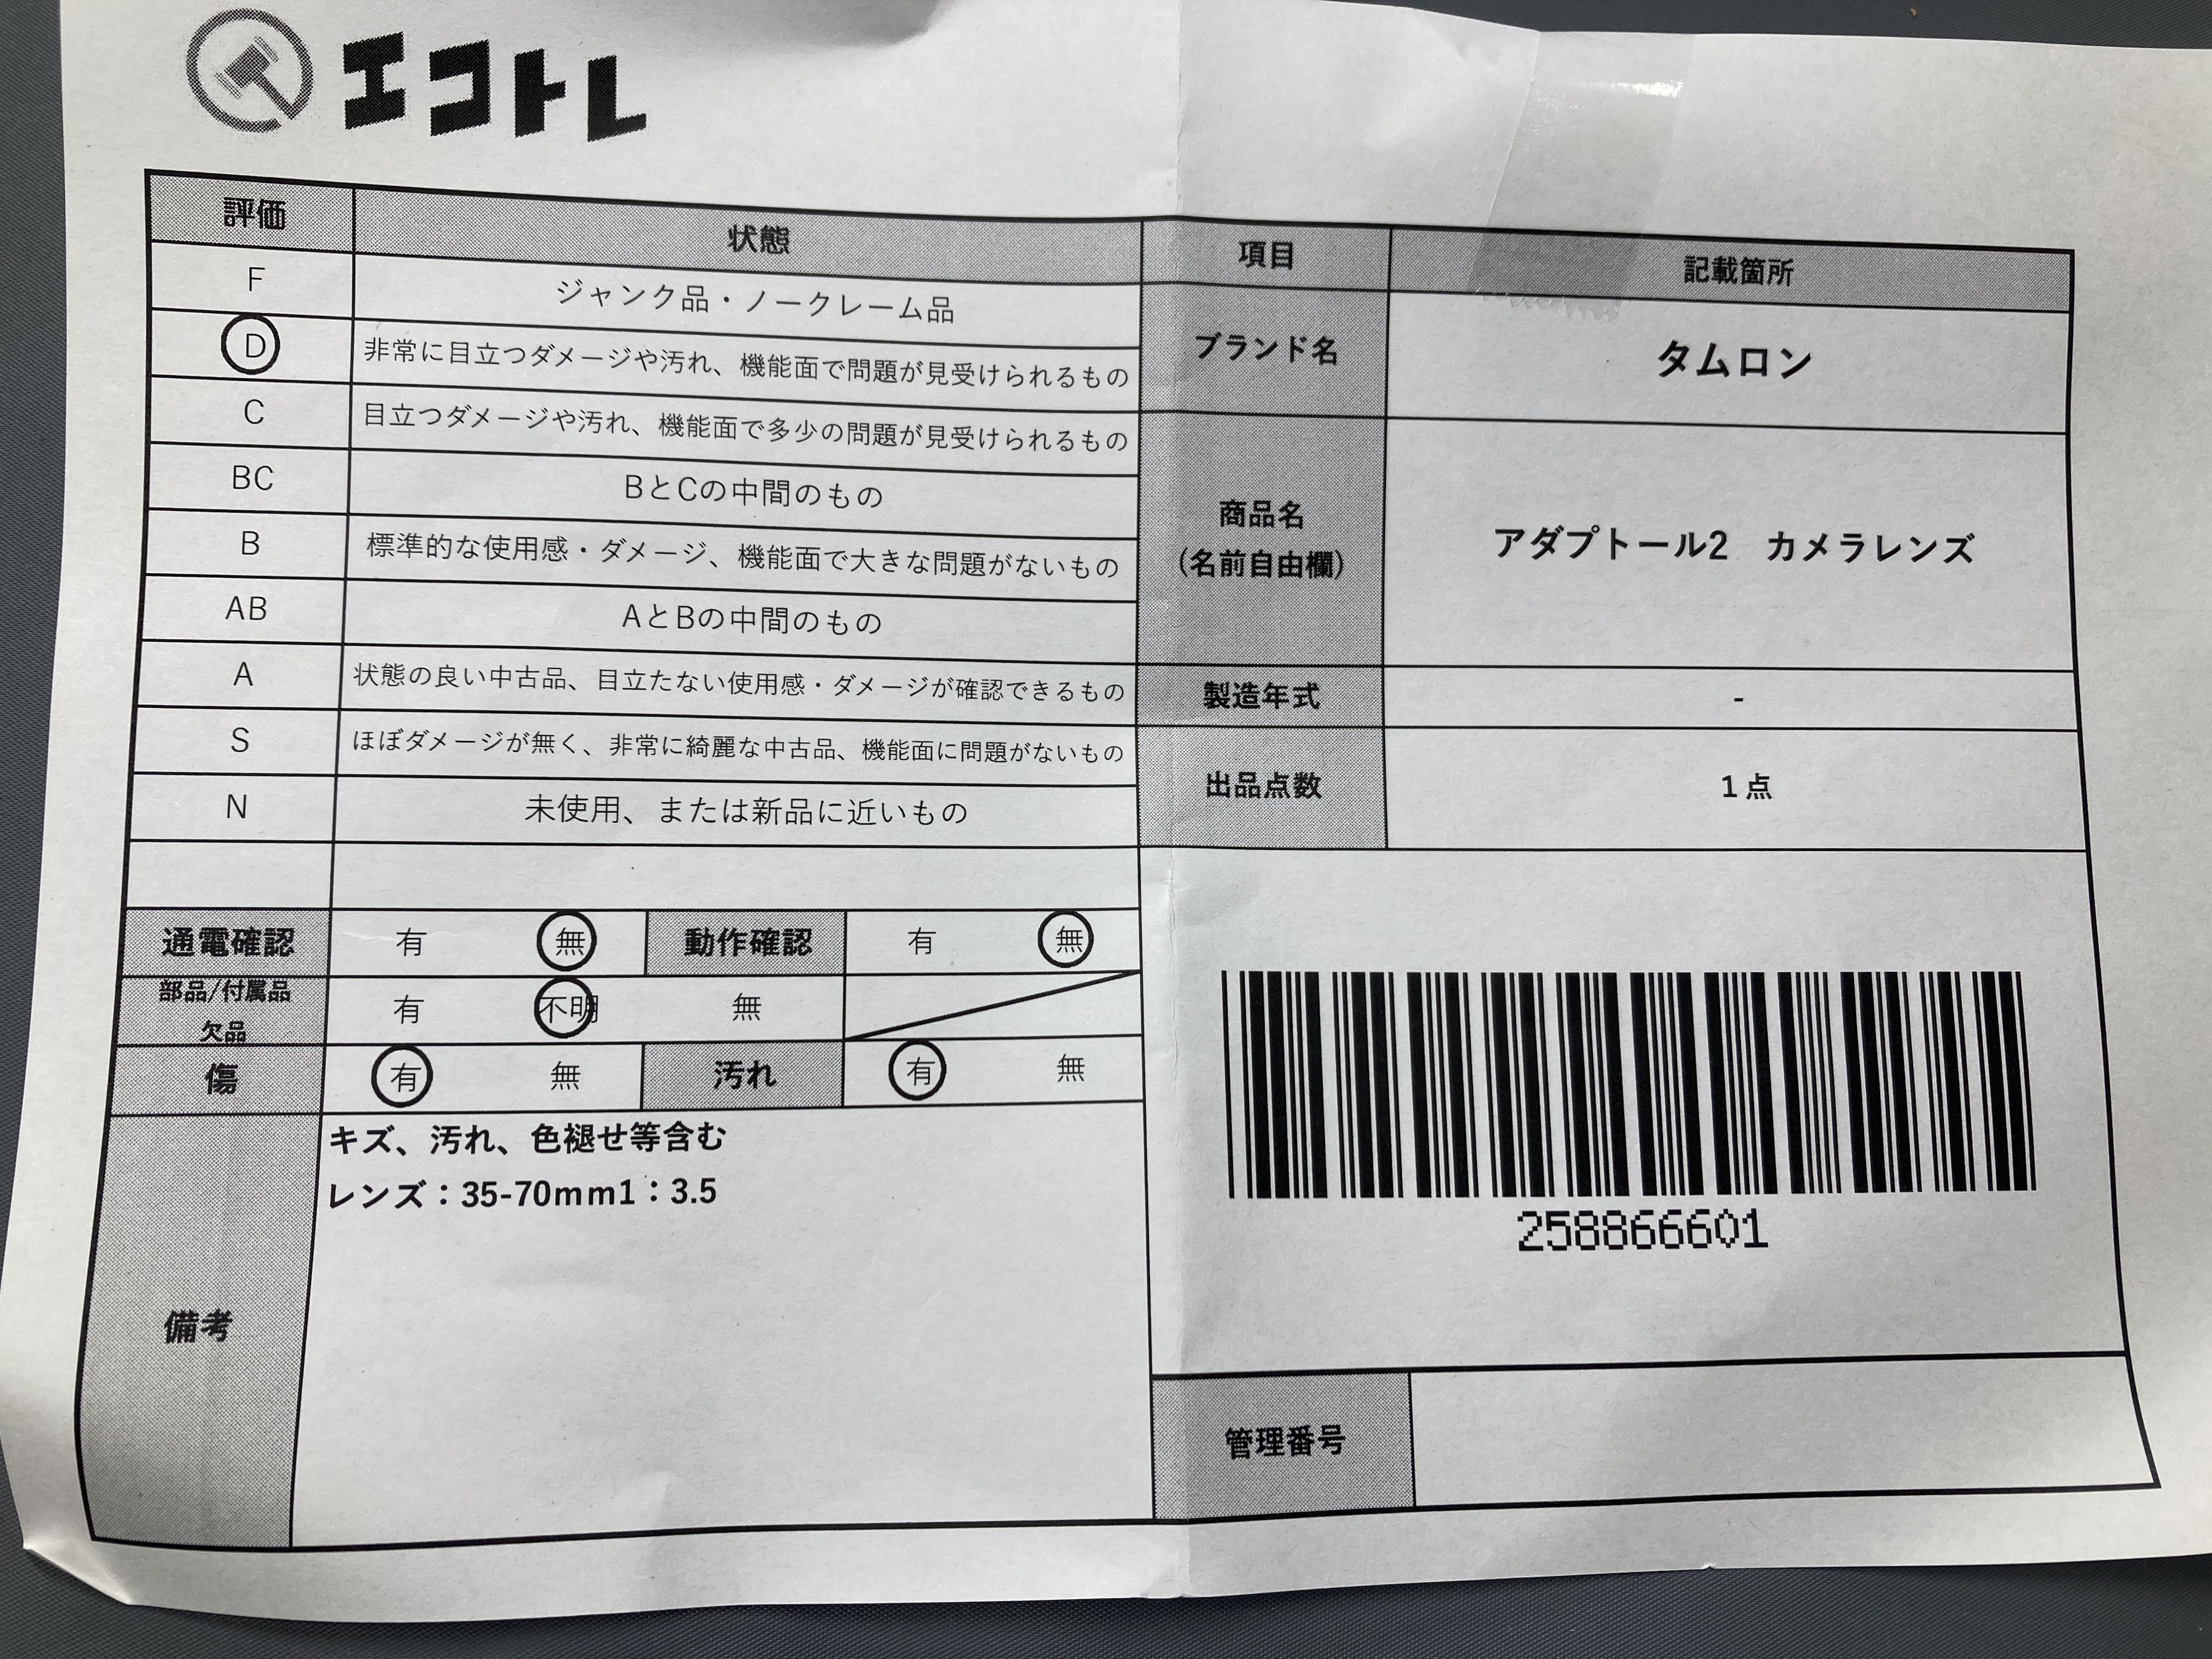 エコトレ
評価 状態
F ジャンク品・ノークレーム品
D 非常に目立つダメージや汚れ、機能面で問題が見受けられるもの
C 目立つダメージや汚れ、機能面で多少の問題が見受けられるもの
BC BとCの中間のもの
B 標準的な使用感・ダメージ、機能面で大きな問題がないもの
AB AとBの中間のもの
A 状態の良い中古品、目立たない使用感・ダメージが確認できるもの
S ほぼダメージが無く、非常に綺麗な中古品、機能面に問題がないもの
N 未使用、または新品に近いもの
通電確認 有 無 動作確認 有 無
部品/付属品
欠品 有 不明 無
傷 有 無 汚れ 有 無
備考
キズ、汚れ、色褪せ等含む
レンズ：35-70mm1：3.5
項目 記載箇所
ブランド名 タムロン
商品名
(名前自由欄) アダプトール2 カメラレンズ
製造年式 -
出品点数 1点
258866601
管理番号